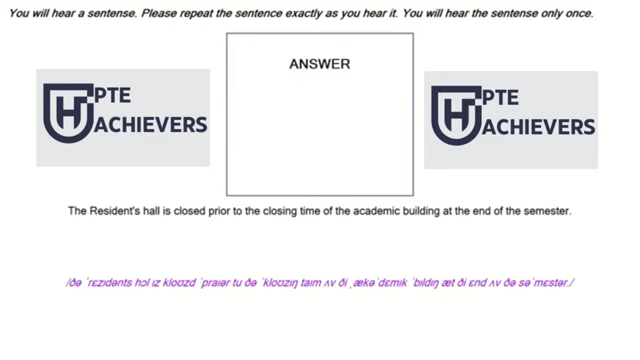 You will hear a sentence. Please repeat the sentence exactly as you hear it. You will hear the sentence only once.
ANSWER
PTE
ACHIEVERS
PTE
ACHIEVERS
The Resident's hall is closed prior to the closing time of the academic building at the end of the semester.
/ðə ˈrɛzɪdənts hɔl ɪz kloʊzd ˈpraɪər tu ðə ˈkloʊzɪŋ taɪm ʌv ði ˌækəˈdɛmɪk ˈbɪldɪŋ æt ði ɛnd ʌv ðə səˈmɛstər./